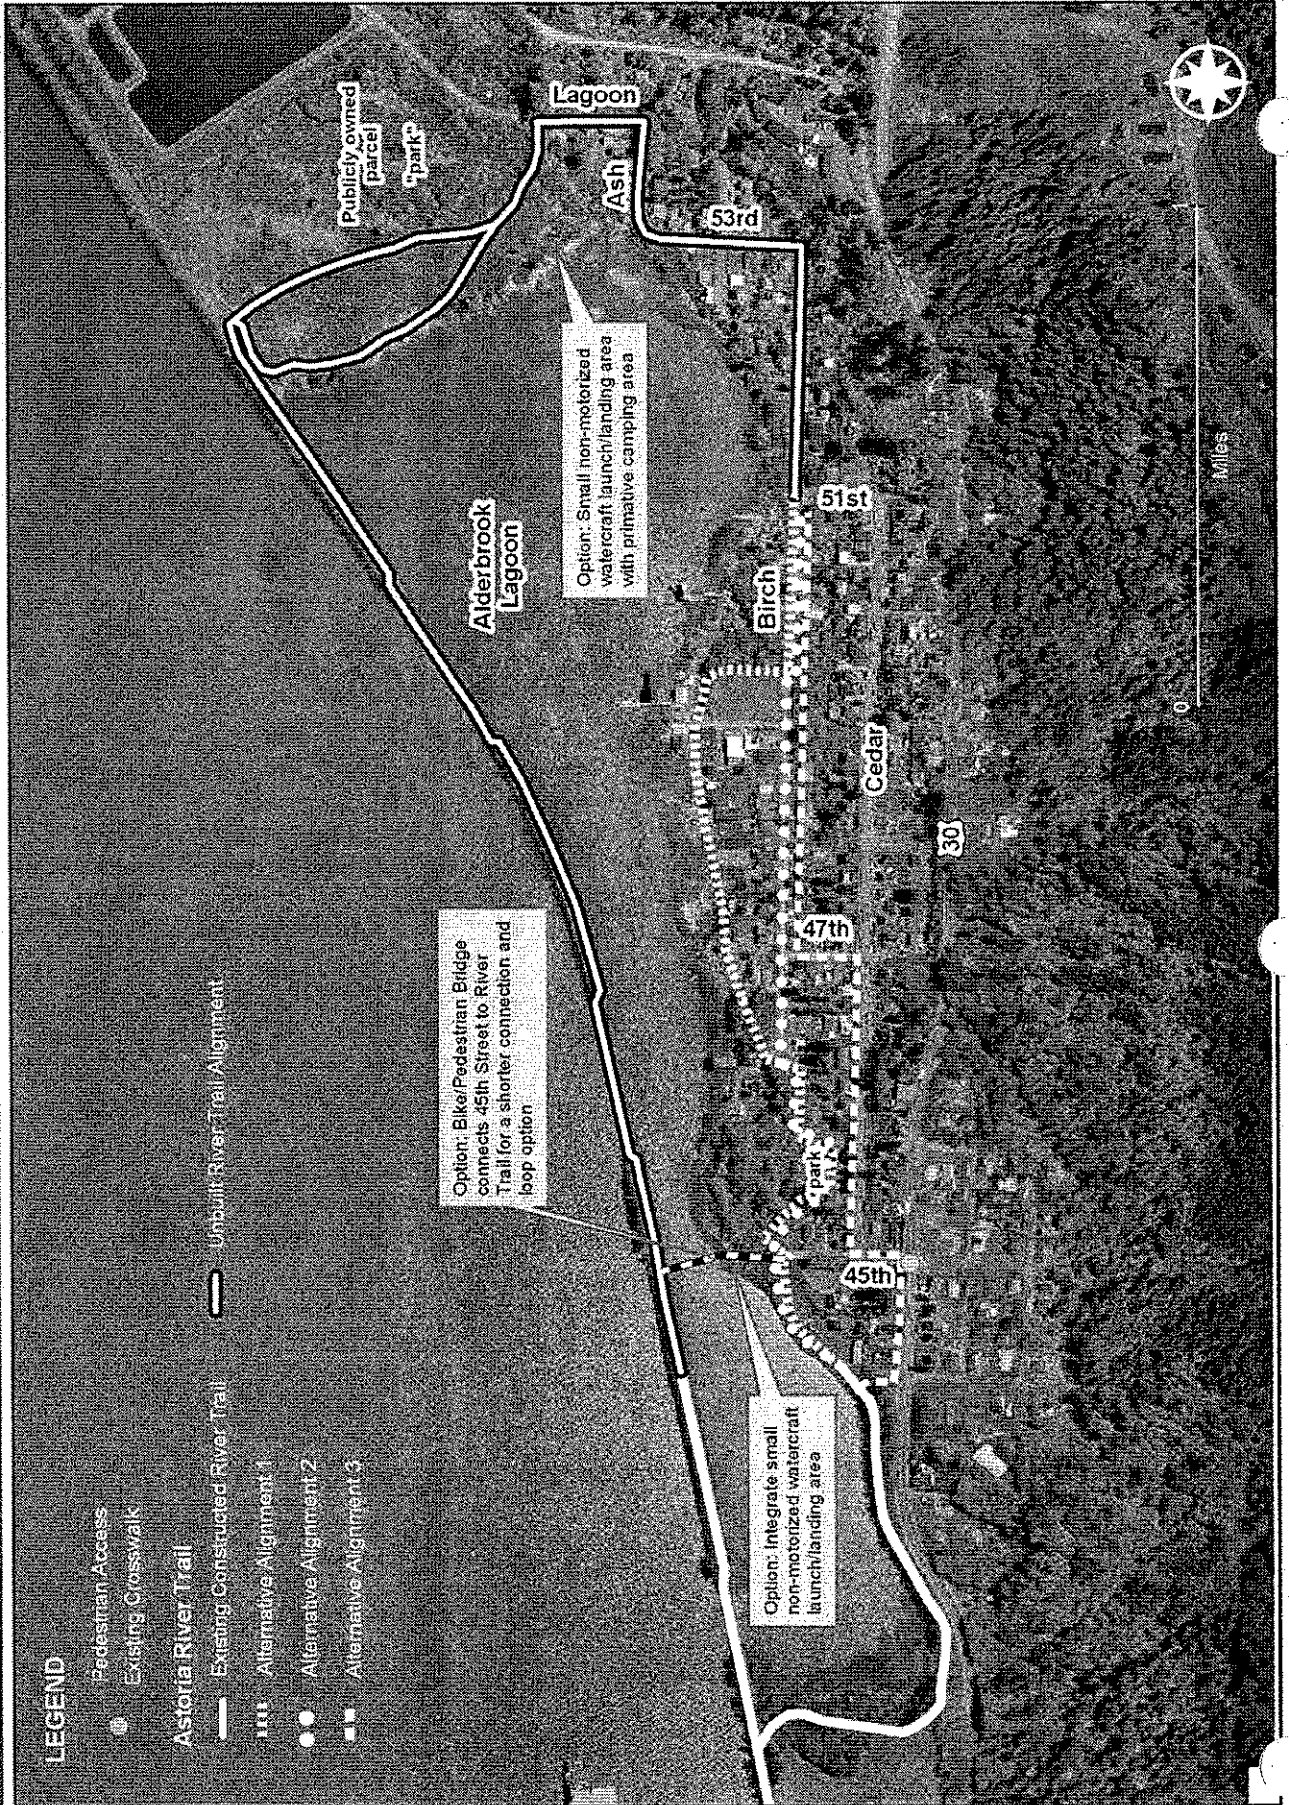 LEGEND
Pedestrian Access
Existing Crosswalk
Astoria River Trail
Existing Constructed River Trail
Alternative Alignment 1
Alternative Alignment 2
Alternative Alignment 3
Unbuilt River Trail Alignment
Option: Bike/Pedestrian Bridge
connects 45th Street to River
Trail for a shorter connection and
loop option
Option: Integrate small
non-motorized watercraft
launch/landing area
Option: Small non-motorized
watercraft launch/landing area
with primative camping area
Alderbrook
Lagoon
Publicly owned
parcel
"park"
Lagoon
Ash
53rd
51st
Birch
Cedar
47th
30
"park"
45th
0
1
Miles